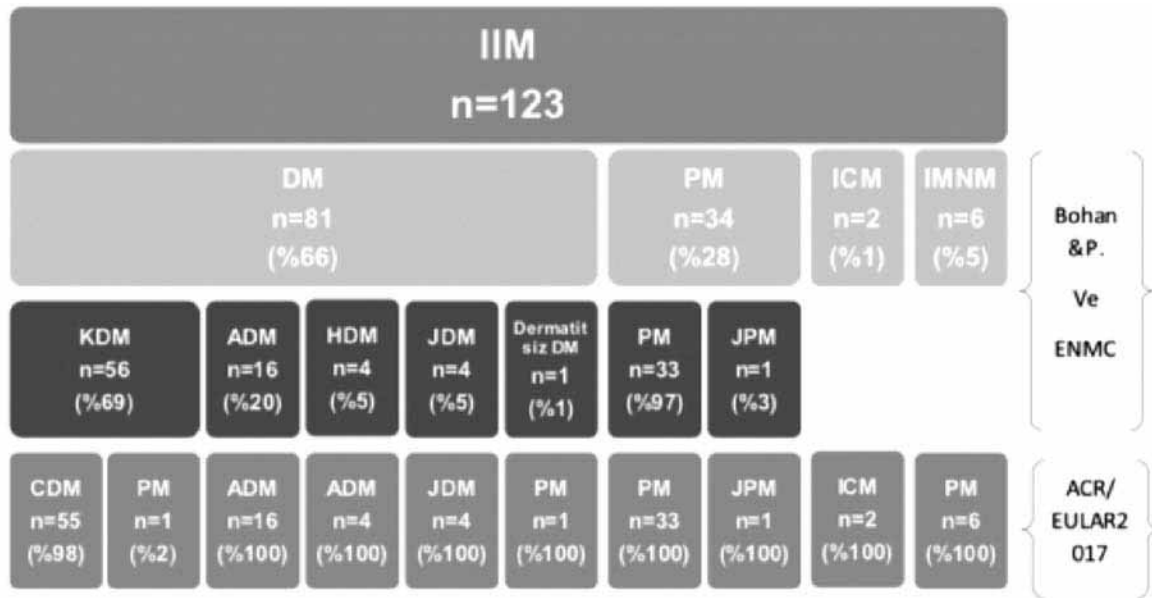 IIM
n=123
DM
n=81
(%66)
PM
n=34
(%28)
ICM
n=2
(%1)
IMNM
n=6
(%5)
Bohan
&P.
Ve
ENMC
KDM
n=56
(%69)
ADM
n=16
(%20)
HDM
n=4
(%5)
JDM
n=4
(%5)
Dermatit
siz DM
n=1
(%1)
PM
n=33
(%97)
JPM
n=1
(%3)
CDM
n=55
(%98)
PM
n=1
(%2)
ADM
n=16
(%100)
ADM
n=4
(%100)
JDM
n=4
(%100)
PM
n=1
(%100)
PM
n=33
(%100)
JPM
n=1
(%100)
ICM
n=2
(%100)
PM
n=6
(%100)
ACR/
EULAR2
017